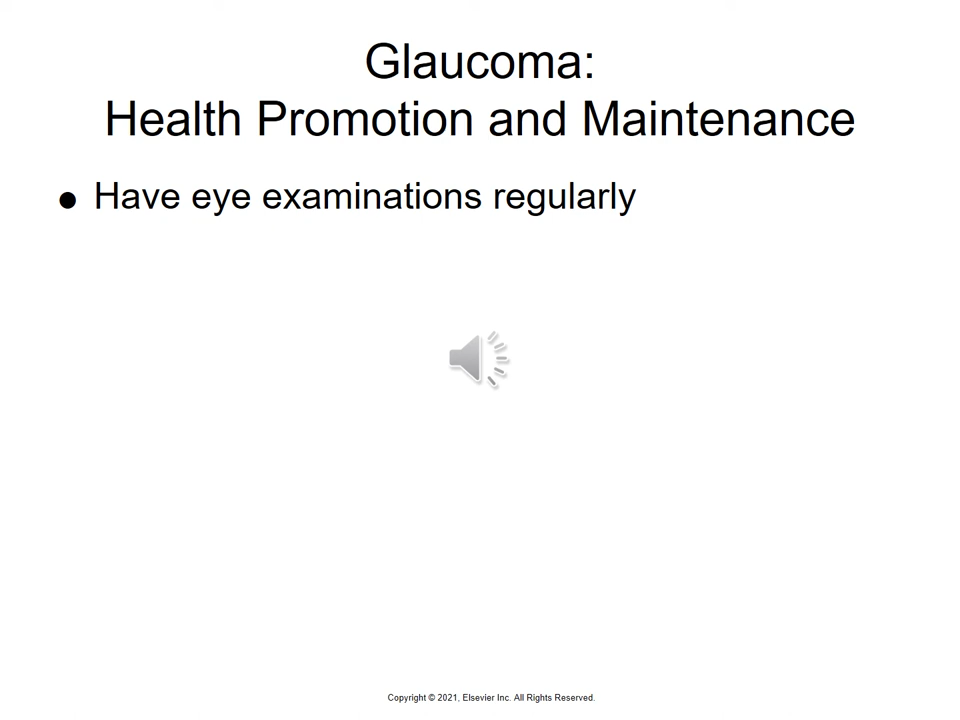 Glaucoma:
Health Promotion and Maintenance
● Have eye examinations regularly
Copyright © 2021, Elsevier Inc. All Rights Reserved.